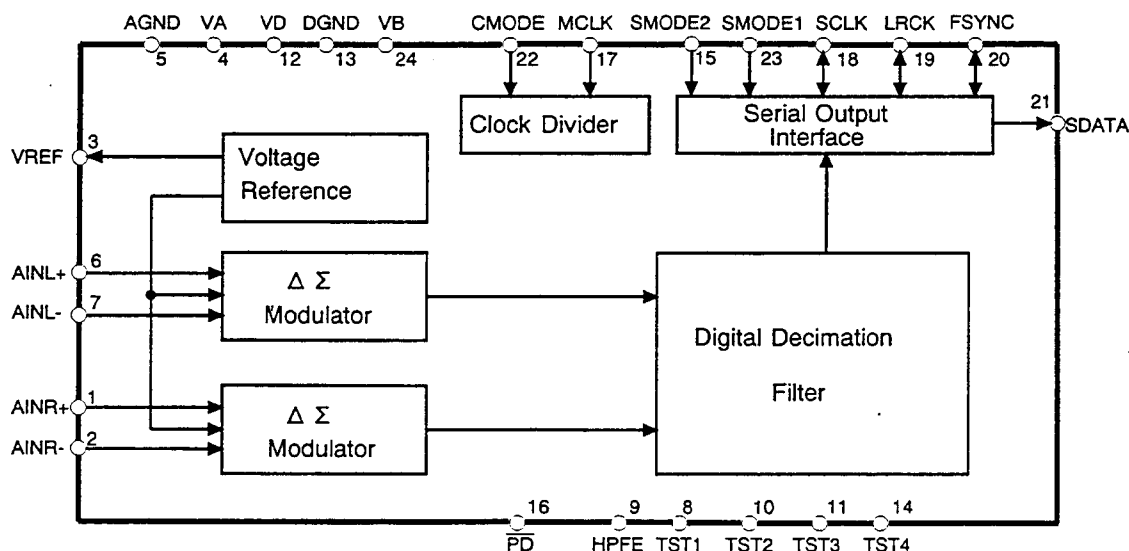 AGND VA VD DGND VB CMODE MCLK SMODE2 SMODE1 SCLK LRCK FSYNC
5 4 12 13 24 22 17 15 23 18 19 20
Clock Divider
Serial Output
Interface
21
SDATA
3
VREF
Voltage
Reference
6
AINL+
7
AINL-
Δ Σ
Modulator
Digital Decimation
Filter
1
AINR+
2
AINR-
Δ Σ
Modulator
16 9 8 10 11 14
PD HPFE TST1 TST2 TST3 TST4